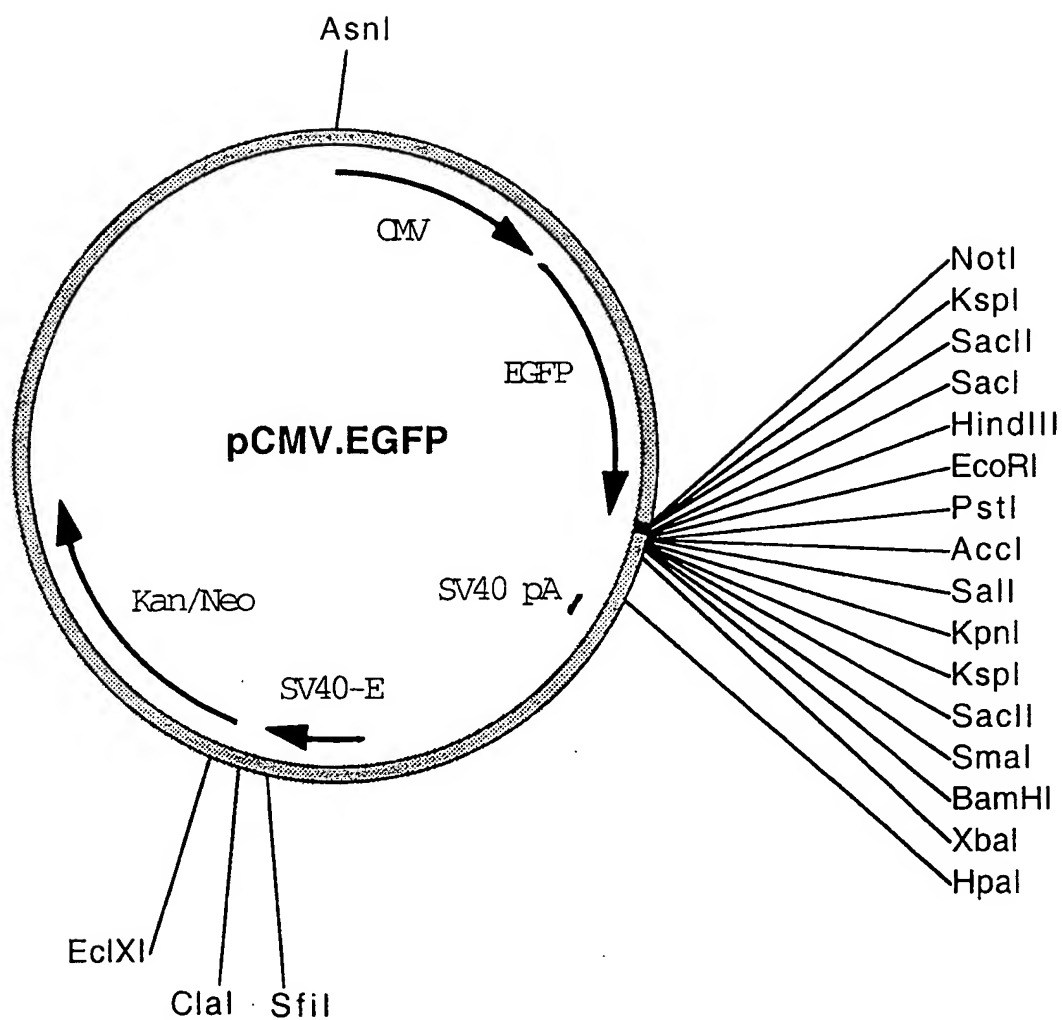 AsnI
CMV
EGFP
pCMV.EGFP
NotI
KspI
SacII
SacI
HindIII
EcoRI
PstI
AccI
SalI
KpnI
KspI
SacII
SmaI
BamHI
XbaI
HpaI
SV40 pA
Kan/Neo
SV40-E
EclXI
ClaI
SfiI